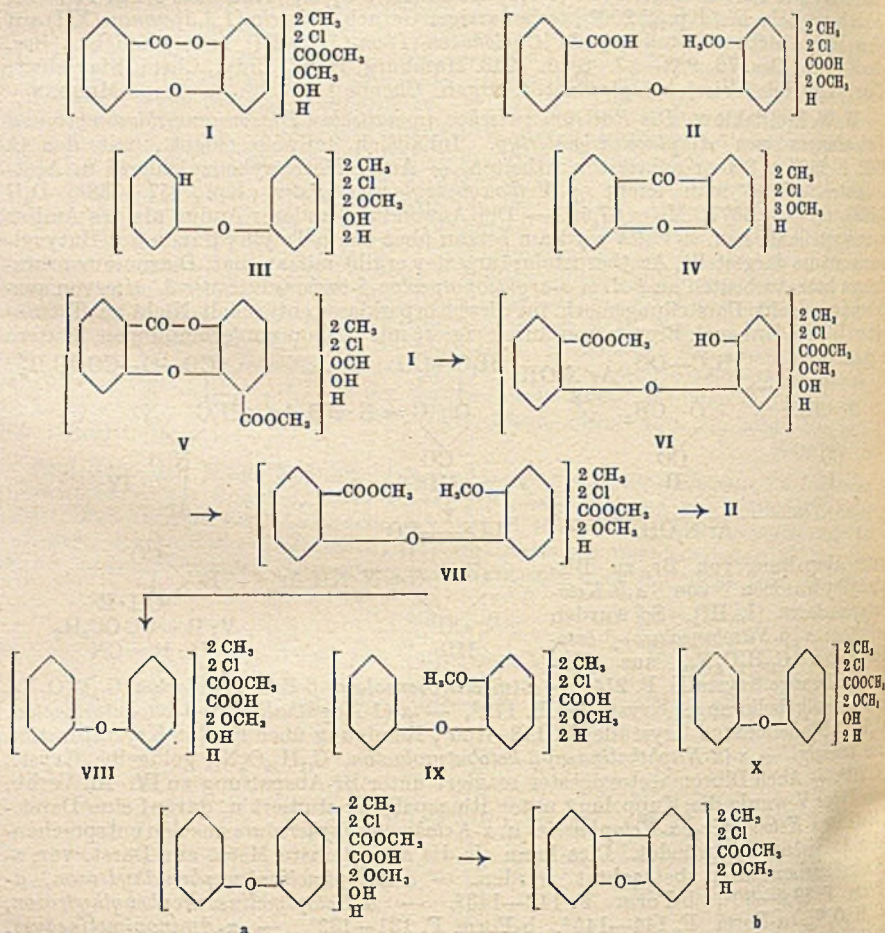 CO O 2 CH₃
2 Cl
COOCH₃
OCH₃
OH
H
O
I
COOH H₃CO 2 CH₃
2 Cl
COOH
2 OCH₃
H
O
II
H 2 CH₃
2 Cl
2 OCH₃
OH
2 H
O
III
CO 2 CH₃
2 Cl
3 OCH₃
H
O
IV
CO O 2 CH₃
2 Cl
OCH
OH
H
O
COOCH₃
V
I →
COOCH₃ HO 2 CH₃
2 Cl
COOCH₃
OCH₃
OH
H
O
VI
→
COOCH₃ H₃CO 2 CH₃
2 Cl
COOCH₃
2 OCH₃
H
O
VII
→ II
2 CH₃
2 Cl
COOCH₃
COOH
2 OCH₃
OH
H
O
VIII
H₃CO 2 CH₃
2 Cl
COOH
2 OCH₃
2 H
O
IX
2 CH₃
2 Cl
COOCH₃
2 OCH₃
OH
2 H
O
X
2 CH₃
2 Cl
COOCH₃
COOH
2 OCH₃
OH
H
O
a
→
2 CH₃
2 Cl
COOCH₃
2 OCH₃
H
O
b